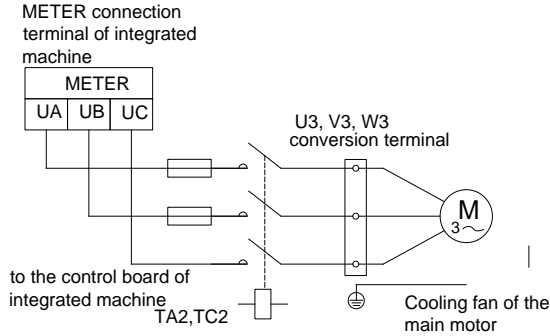 METER connection
terminal of integrated
machine
METER
UA UB UC
U3, V3, W3
conversion terminal
M
3~
to the control board of
integrated machine
TA2,TC2
Cooling fan of the
main motor